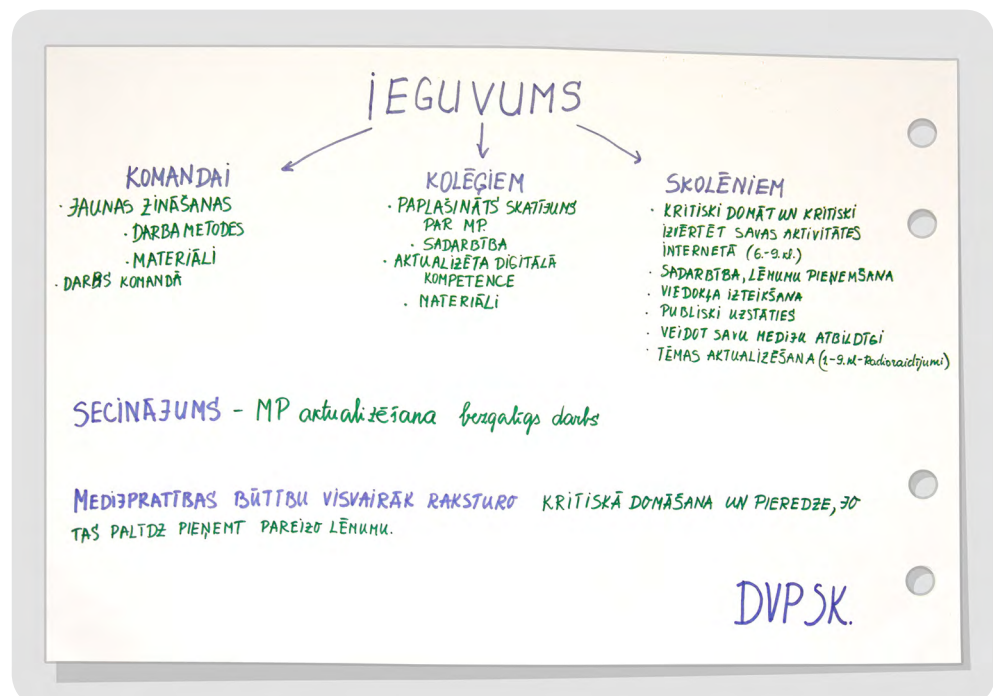 IEGUVUMS
KOMANDAI
· JAUNAS ZINĀŠANAS
· DARBA METODES
· MATERIĀLI
· DARBS KOMANDĀ
KOLĒĢIEM
· PAPLAŠINĀTS SKATĪJUMS
PAR MP.
· SADARBĪBA
· AKTUALIZĒTA DIGITĀLĀ
KOMPETENCE
· MATERIĀLI
SKOLĒNIEM
· KRITISKI DOMĀT UN KRITISKI
IZVĒRTĒT SAVAS AKTIVITĀTES
INTERNETĀ (6.-9.kl.)
· SADARBĪBA, LĒMUMU PIEŅEMŠANA
· VIEDOKĻA IZTEIKŠANA
· PUBLISKI UZSTĀTIES
· VEIDOT SAVU MEDIJU ATBILDĪGI
· TĒMAS AKTUALIZĒŠANA (1-9.kl-Radioraidījumi)
SECINĀJUMS - MP aktualizēšana bezgalīgs darbs
MEDIJPRATĪBAS BŪTĪBU VISVAIRĀK RAKSTURO KRITISKĀ DOMĀŠANA UN PIEREDZE, JO
TAS PALĪDZ PIEŅEMT PAREIZO LĒMUMU.
DVPSK.